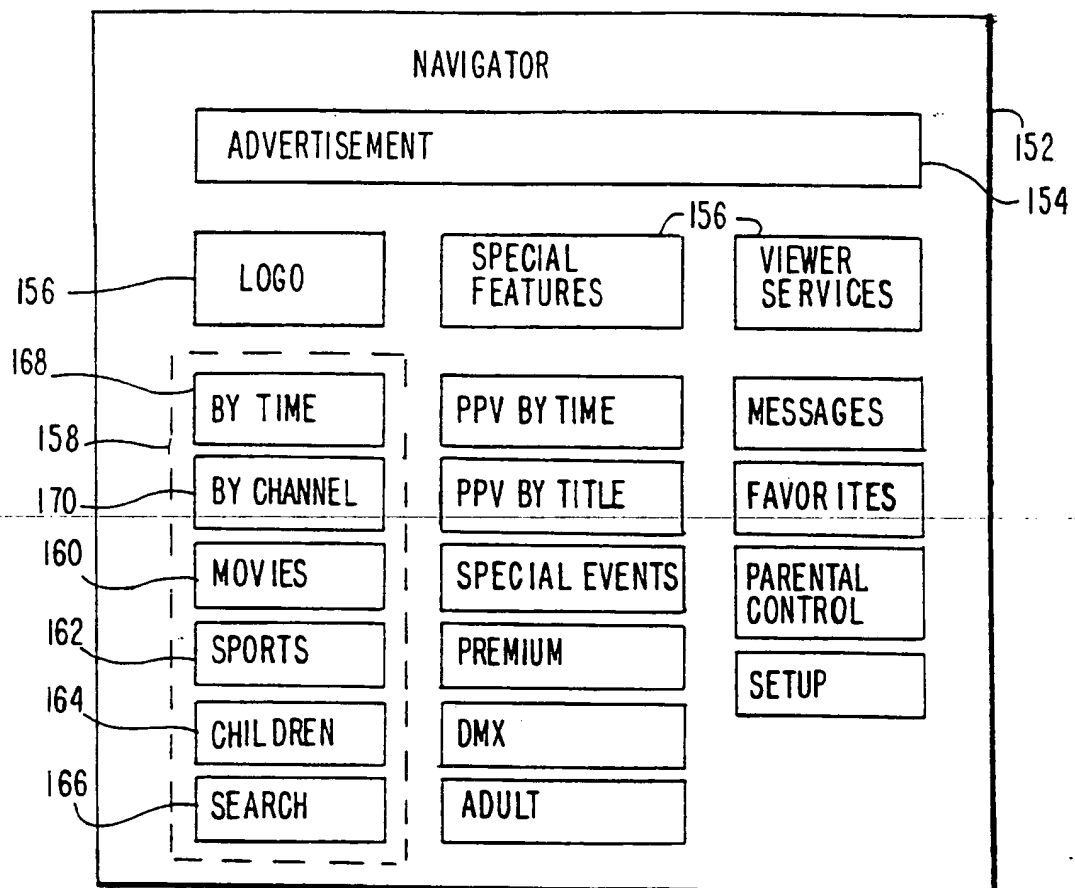 NAVIGATOR
ADVERTISEMENT
152
154
156
LOGO
SPECIAL
FEATURES
156
VIEWER
SERVICES
168
158
170
160
162
164
166
BY TIME
BY CHANNEL
MOVIES
SPORTS
CHILDREN
SEARCH
PPV BY TIME
PPV BY TITLE
SPECIAL EVENTS
PREMIUM
DMX
ADULT
MESSAGES
FAVORITES
PARENTAL
CONTROL
SETUP